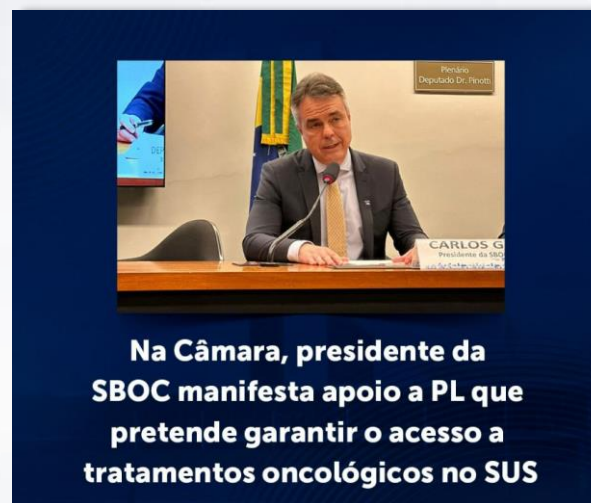 Plenário
Deputado Dr. Pinotti
CARLOS G
Presidente da SBO
Na Câmara, presidente da
SBOC manifesta apoio a PL que
pretende garantir o acesso a
tratamentos oncológicos no SUS